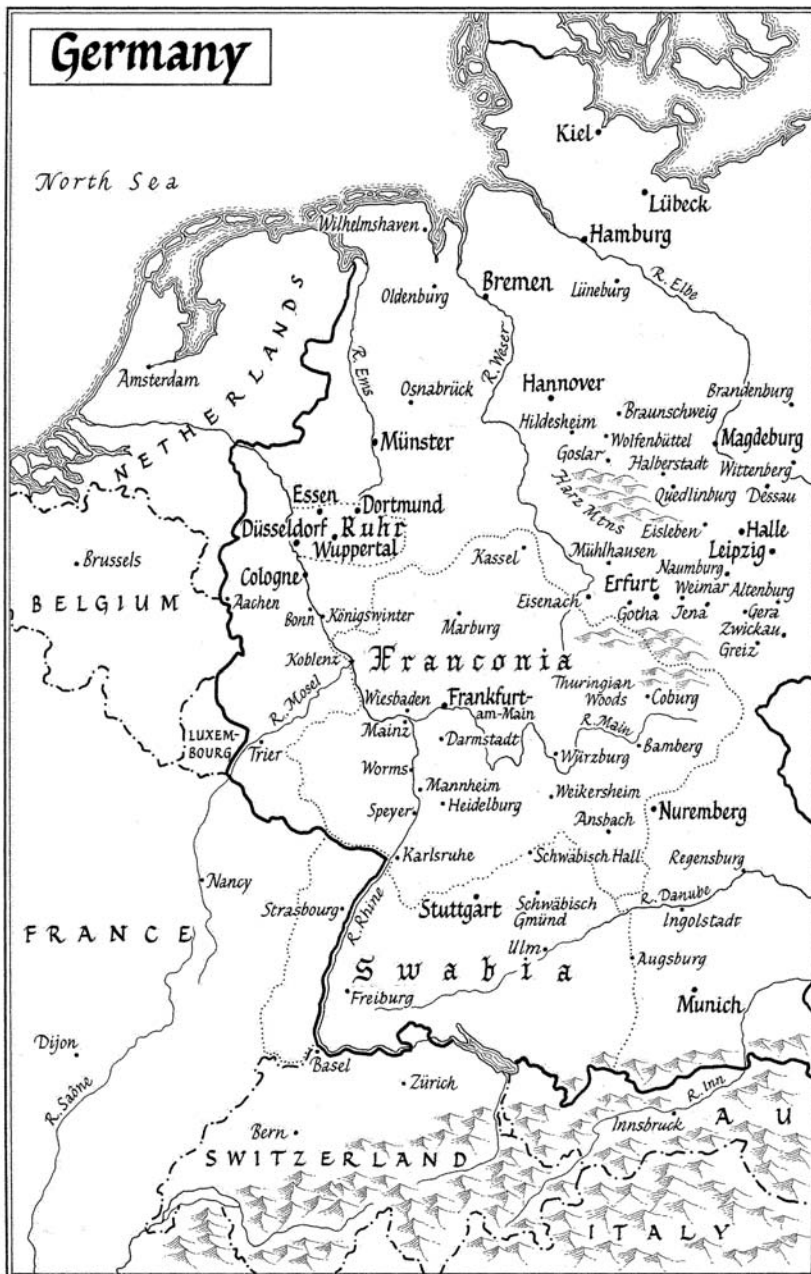 Germany
Kiel
North Sea
Lübeck
Wilhelmshaven
Hamburg
R. Elbe
Oldenburg
Bremen
Lüneburg
NETHERLANDS
R. Ems
R. Weser
Amsterdam
Osnabrück
Hannover
Brandenburg
Hildesheim
Braunschweig
Münster
Wolfenbüttel
Magdeburg
Goslar
Halberstadt
Wittenberg
Harz Mtns
Quedlinburg
Dessau
Essen
Dortmund
Düsseldorf
Ruhr
Eisleben
Halle
Wuppertal
Kassel
Mühlhausen
Leipzig
Brussels
Naumburg
Cologne
Erfurt
Weimar
Altenburg
BELGIUM
Aachen
Bonn
Königswinter
Marburg
Eisenach
Gotha
Jena
Gera
Zwickau
Koblenz
Franconia
Greiz
R. Mosel
Thuringian
Woods
Coburg
Wiesbaden
Frankfurt-
am-Main
LUXEM-
BOURG
Mainz
R. Main
Trier
Darmstadt
Würzburg
Bamberg
Worms
Mannheim
Weikersheim
Speyer
Heidelburg
Ansbach
Nuremberg
Karlsruhe
Schwäbisch Hall
Regensburg
Nancy
Strasbourg
R. Rhine
Stuttgart
Schwäbisch
Gmünd
R. Danube
Ingolstadt
FRANCE
Ulm
Swabia
Augsburg
Freiburg
Munich
Dijon
Basel
R. Saône
Zürich
R. Inn
Innsbruck
AU
Bern
SWITZERLAND
ITALY